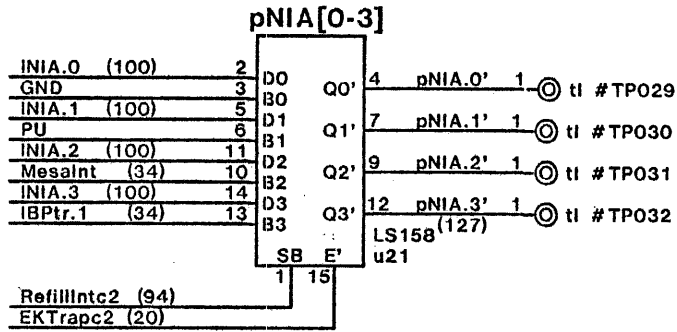 pNIA[0-3]
INIA.0 (100) 2 D0 Q0' 4 pNIA.0' 1 tl #TP029
GND 3 B0
INIA.1 (100) 5 D1 Q1' 7 pNIA.1' 1 tl #TP030
PU 6 B1
INIA.2 (100) 11 D2 Q2' 9 pNIA.2' 1 tl #TP031
MesaInt (34) 10 B2
INIA.3 (100) 14 D3 Q3' 12 pNIA.3' 1 tl #TP032
IBPtr.1 (34) 13 B3
(127)
LS158
SB E' u21
1 15
RefillIntc2 (94)
EKTrapc2 (20)